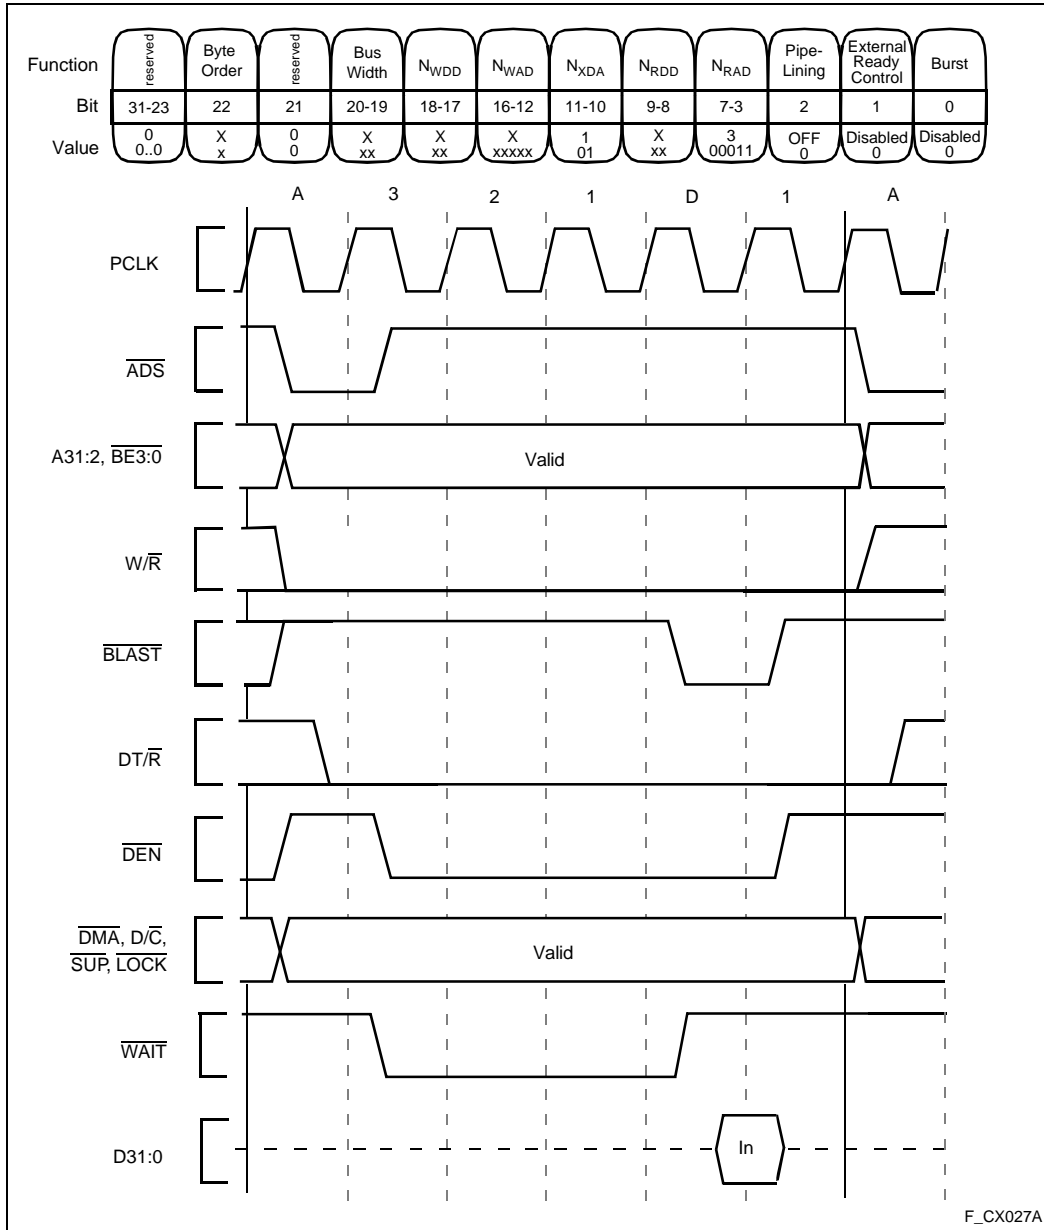 Function reserved Byte Order reserved Bus Width NWDD NWAD NXDA NRDD NRAD Pipe-Lining External Ready Control Burst
Bit 31-23 22 21 20-19 18-17 16-12 11-10 9-8 7-3 2 1 0
Value 0 X 0 X X X 1 X 3 OFF Disabled Disabled
0..0 x 0 xx xx xxxxx 01 xx 00011 0 0 0
A 3 2 1 D 1 A
PCLK
ADS
A31:2, BE3:0 Valid
W/R
BLAST
DT/R
DEN
DMA, D/C,
SUP, LOCK Valid
WAIT
D31:0 In
F_CX027A